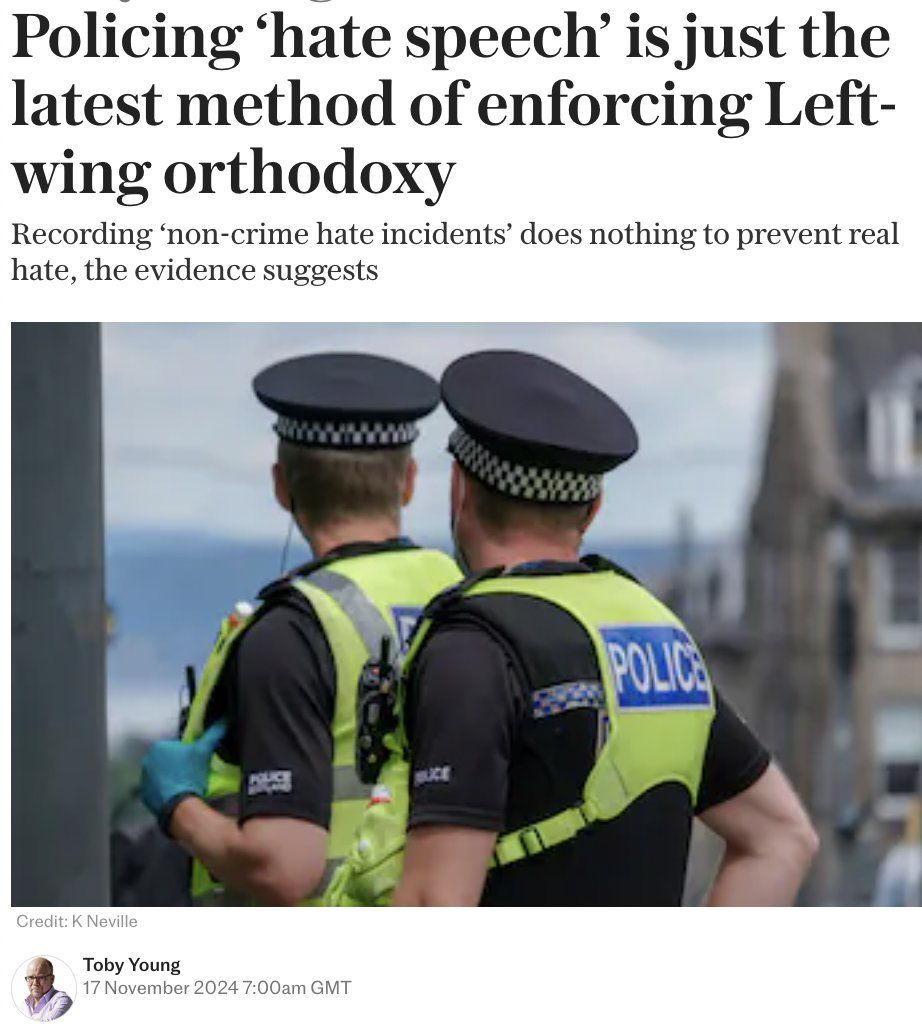 Policing ‘hate speech’ is just the
latest method of enforcing Left-
wing orthodoxy
Recording ‘non-crime hate incidents’ does nothing to prevent real
hate, the evidence suggests
POLICE
POLICE
SCOTLAND
POLICE
Credit: K Neville
Toby Young
17 November 2024 7:00am GMT